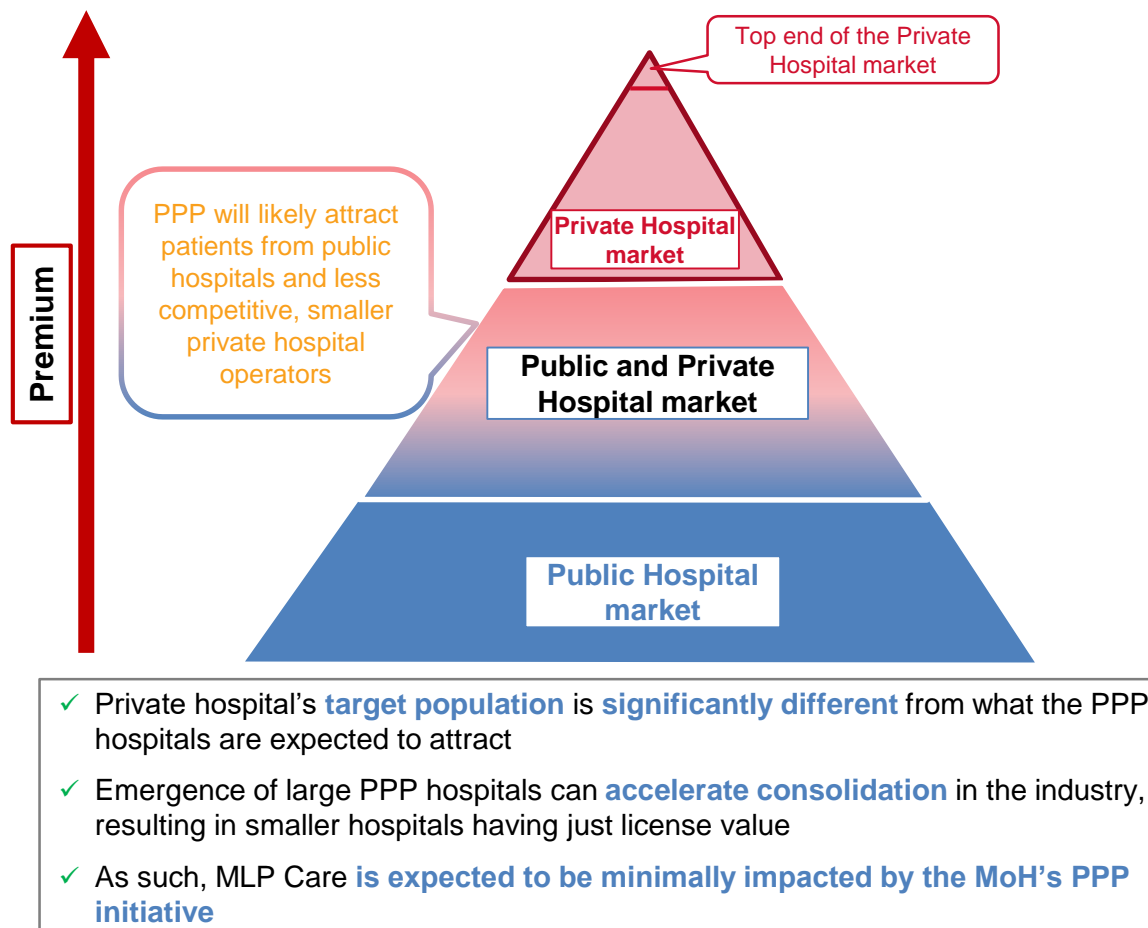 Top end of the Private
Hospital market
PPP will likely attract
patients from public
hospitals and less
competitive, smaller
private hospital
operators
Premium
Private Hospital
market
Public and Private
Hospital market
Public Hospital
market
✓ Private hospital’s target population is significantly different from what the PPP
hospitals are expected to attract
✓ Emergence of large PPP hospitals can accelerate consolidation in the industry,
resulting in smaller hospitals having just license value
✓ As such, MLP Care is expected to be minimally impacted by the MoH’s PPP
initiative